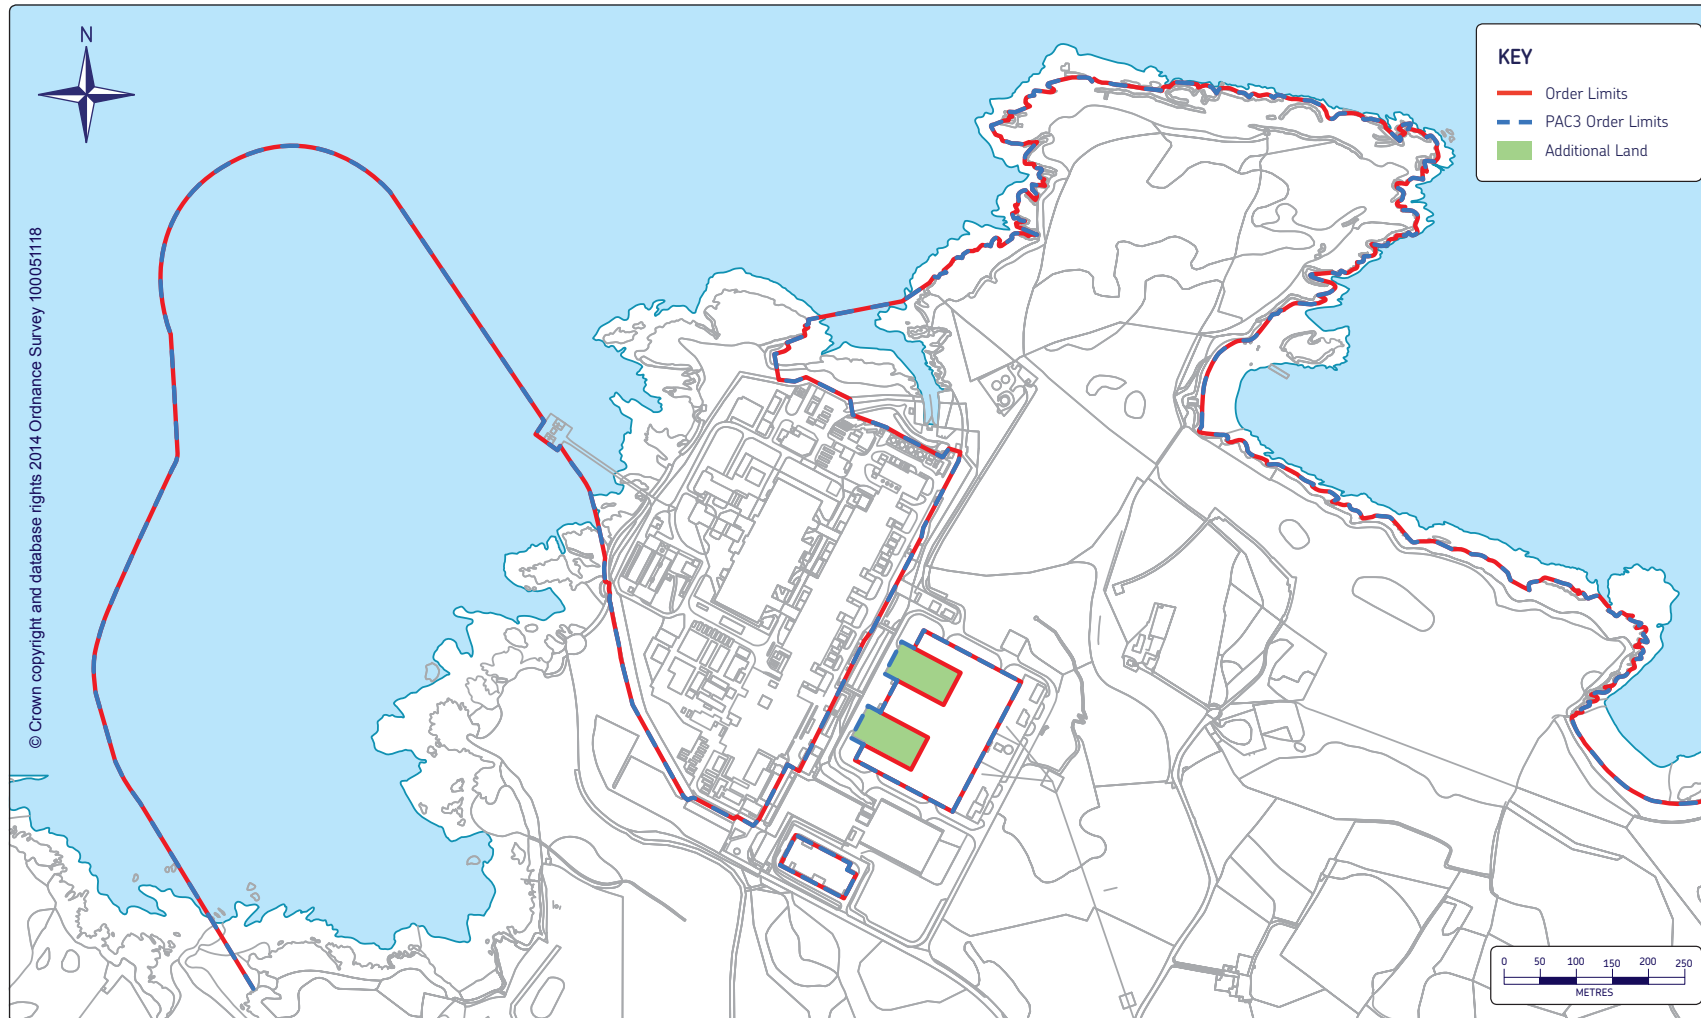 N
© Crown copyright and database rights 2014 Ordnance Survey 100051118
KEY
Order Limits
PAC3 Order Limits
Additional Land
0 50 100 150 200 250
METRES